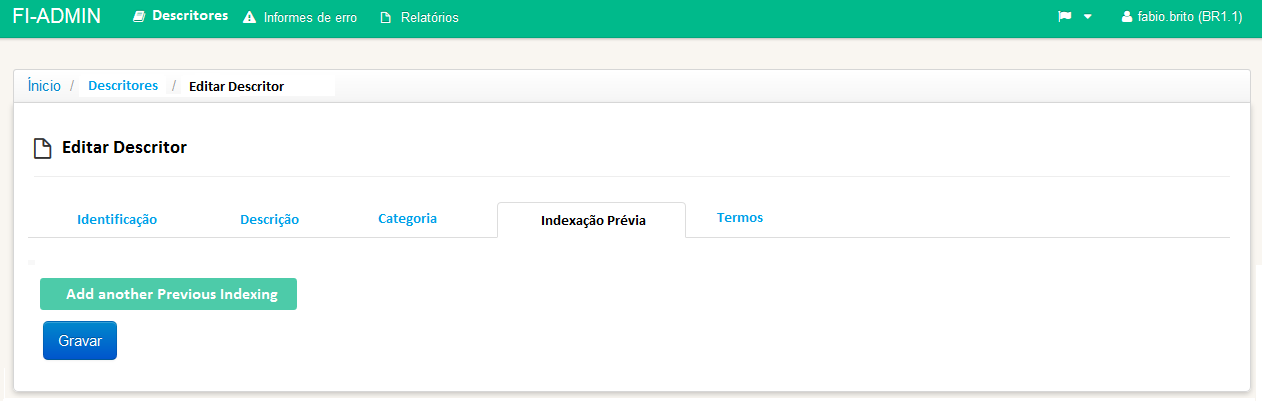 FI-ADMIN Descritores Informes de erro Relatórios fabio.brito (BR1.1)
Ínicio / Descritores / Editar Descritor
Editar Descritor
Identificação Descrição Categoria Indexação Prévia Termos
Add another Previous Indexing
Gravar